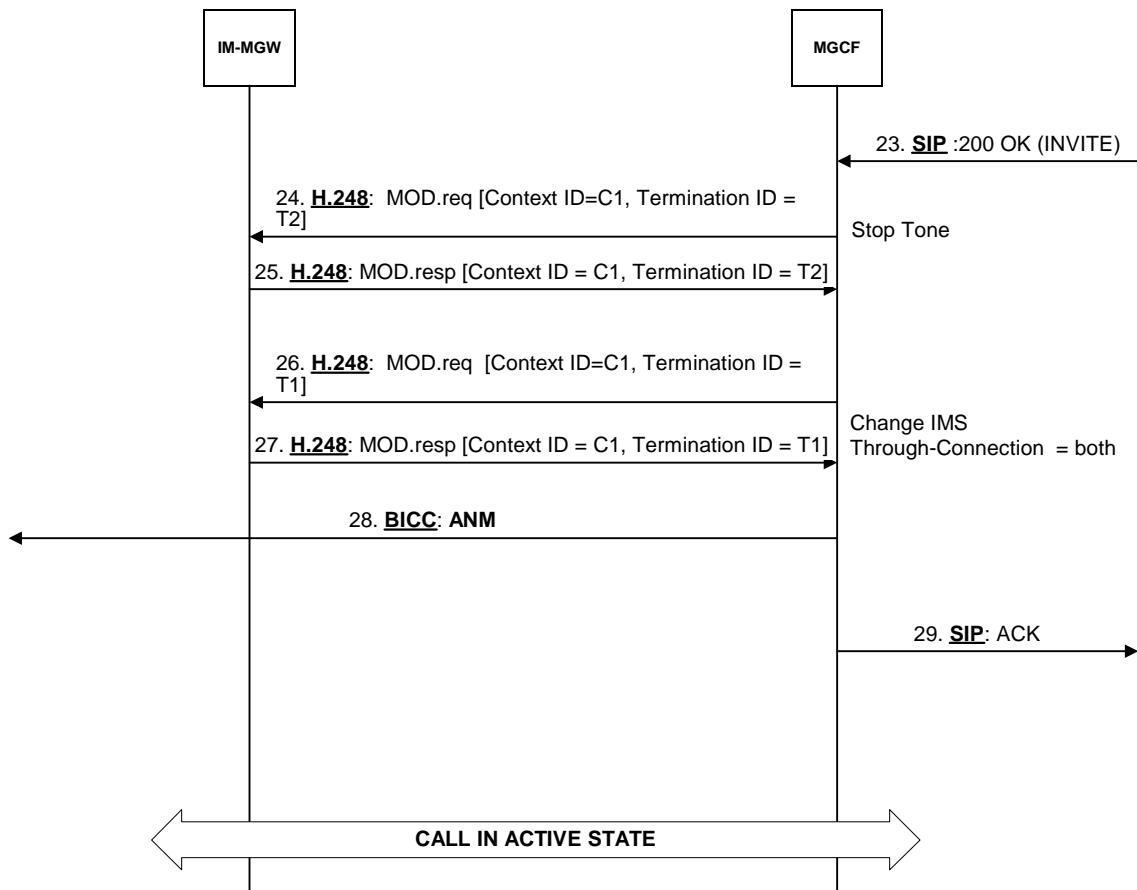 IM-MGW
MGCF
23. SIP :200 OK (INVITE)
24. H.248: MOD.req [Context ID=C1, Termination ID =
T2]
Stop Tone
25. H.248: MOD.resp [Context ID = C1, Termination ID = T2]
26. H.248: MOD.req [Context ID=C1, Termination ID =
T1]
Change IMS
Through-Connection = both
27. H.248: MOD.resp [Context ID = C1, Termination ID = T1]
28. BICC: ANM
29. SIP: ACK
CALL IN ACTIVE STATE